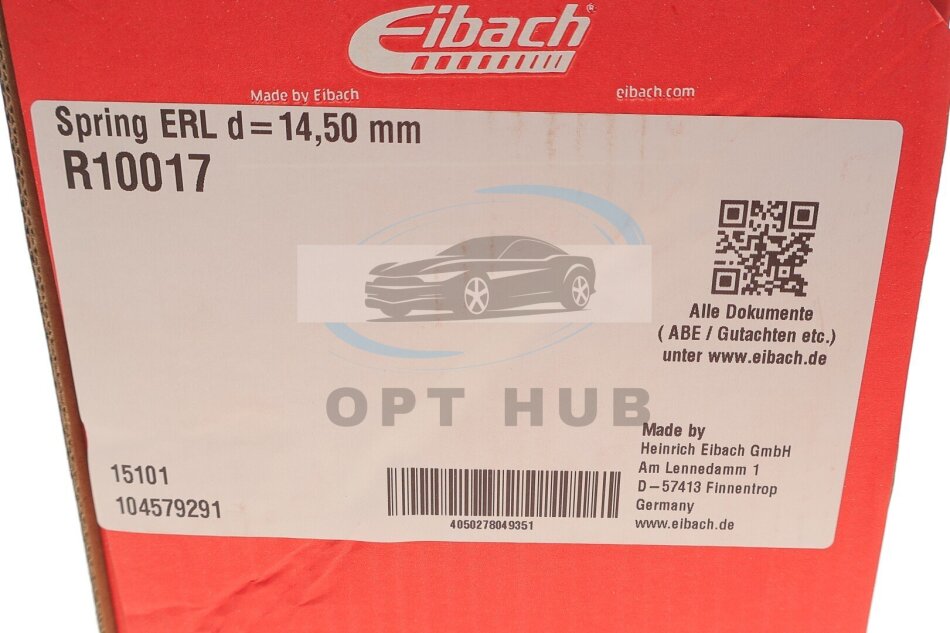 Eibach
Made by Eibach
eibach.com
Spring ERL d=14,50 mm
R10017
Alle Dokumente
( ABE / Gutachten etc.)
unter www.eibach.de
OPT HUB
Made by
Heinrich Eibach GmbH
Am Lennedamm 1
D-57413 Finnentrop
Germany
www.eibach.de
15101
104579291
4050278049351